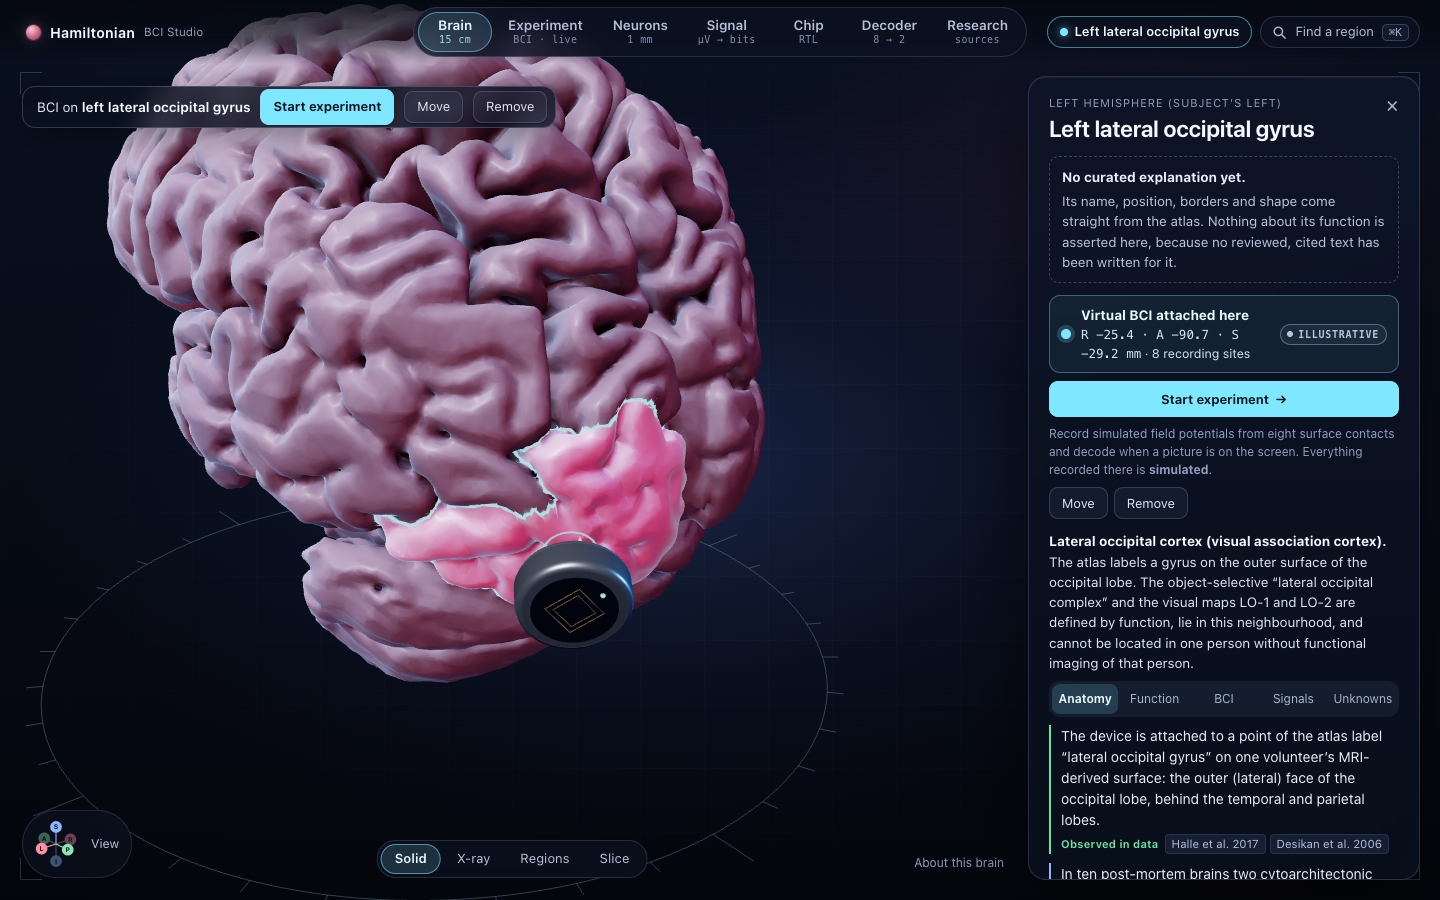 Hamiltonian BCI Studio
Brain
15 cm
Experiment
BCI · live
Neurons
1 mm
Signal
µV → bits
Chip
RTL
Decoder
8 → 2
Research
sources
Left lateral occipital gyrus
Find a region ⌘K
BCI on left lateral occipital gyrus
Start experiment
Move
Remove
LEFT HEMISPHERE (SUBJECT'S LEFT)
Left lateral occipital gyrus
No curated explanation yet.
Its name, position, borders and shape come
straight from the atlas. Nothing about its function is
asserted here, because no reviewed, cited text has
been written for it.
Virtual BCI attached here
R −25.4 · A −90.7 · S
−29.2 mm · 8 recording sites
ILLUSTRATIVE
Start experiment →
Record simulated field potentials from eight surface contacts
and decode when a picture is on the screen. Everything
recorded there is simulated.
Move
Remove
Lateral occipital cortex (visual association cortex).
The atlas labels a gyrus on the outer surface of the
occipital lobe. The object-selective “lateral occipital
complex” and the visual maps LO-1 and LO-2 are
defined by function, lie in this neighbourhood, and
cannot be located in one person without functional
imaging of that person.
Anatomy
Function
BCI
Signals
Unknowns
The device is attached to a point of the atlas label
“lateral occipital gyrus” on one volunteer’s MRI-
derived surface: the outer (lateral) face of the
occipital lobe, behind the temporal and parietal
lobes.
Observed in data Halle et al. 2017 Desikan et al. 2006
In ten post-mortem brains two cytoarchitectonic
S
L
P
View
Solid
X-ray
Regions
Slice
About this brain